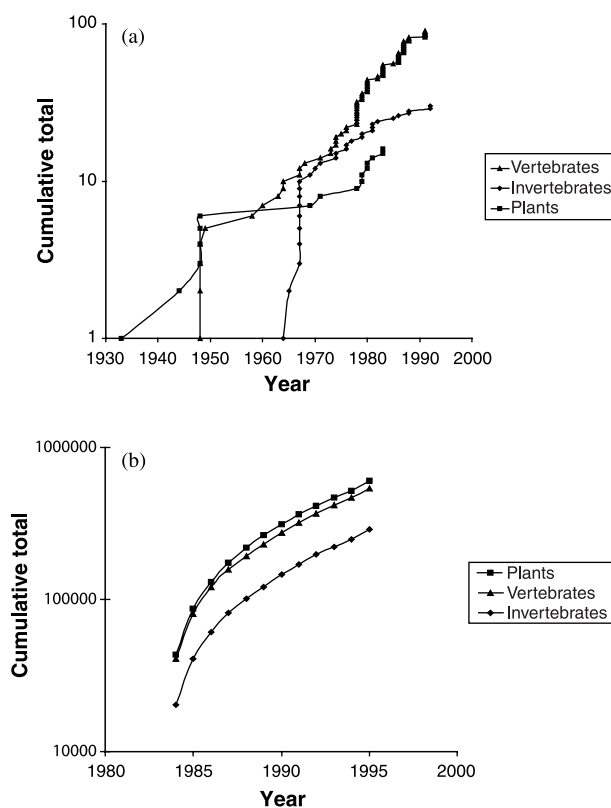 (a)
100
10
1
Cumulative total
1930 1940 1950 1960 1970 1980 1990 2000
Year
Vertebrates
Invertebrates
Plants
(b)
1000000
100000
10000
Cumulative total
1980 1985 1990 1995 2000
Year
Plants
Vertebrates
Invertebrates